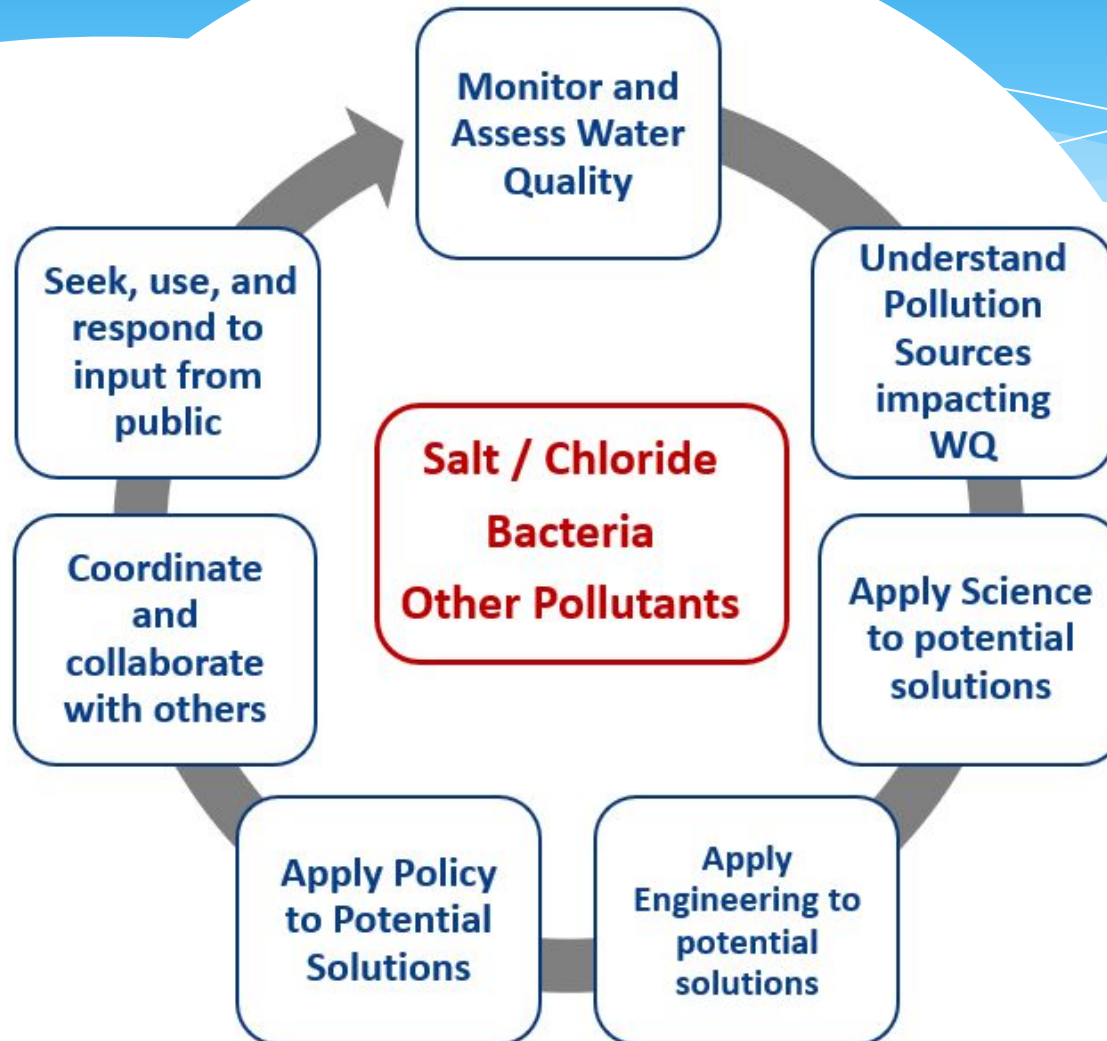 Monitor and
Assess Water
Quality
Understand
Pollution
Sources
impacting
WQ
Apply Science
to potential
solutions
Apply
Engineering to
potential
solutions
Apply Policy
to Potential
Solutions
Coordinate
and
collaborate
with others
Seek, use, and
respond to
input from
public
Salt / Chloride
Bacteria
Other Pollutants